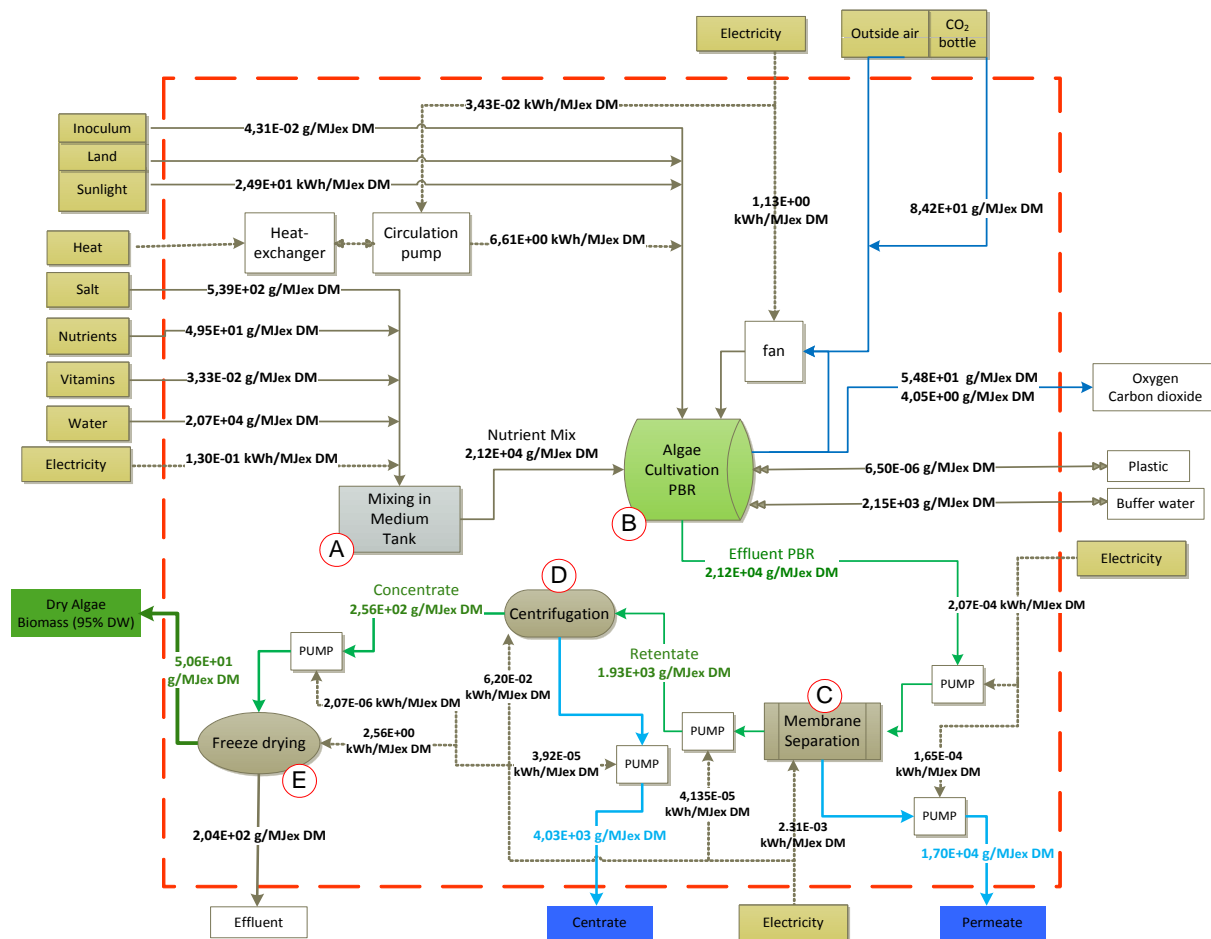 Electricity
Outside air
CO₂
bottle
3,43E-02 kWh/MJex DM
Inoculum
4,31E-02 g/MJex DM
Land
Sunlight
2,49E+01 kWh/MJex DM
1,13E+00
kWh/MJex DM
8,42E+01 g/MJex DM
Heat
Heat-
exchanger
Circulation
pump
6,61E+00 kWh/MJex DM
Salt
5,39E+02 g/MJex DM
Nutrients
4,95E+01 g/MJex DM
fan
Vitamins
3,33E-02 g/MJex DM
5,48E+01 g/MJex DM
4,05E+00 g/MJex DM
Oxygen
Carbon dioxide
Water
2,07E+04 g/MJex DM
Electricity
1,30E-01 kWh/MJex DM
Nutrient Mix
2,12E+04 g/MJex DM
Algae
Cultivation
PBR
6,50E-06 g/MJex DM
Plastic
2,15E+03 g/MJex DM
Buffer water
Mixing in
Medium
Tank
A
B
Effluent PBR
2,12E+04 g/MJex DM
Electricity
D
Concentrate
2,56E+02 g/MJex DM
Centrifugation
2,07E-04 kWh/MJex DM
Dry Algae
Biomass (95% DW)
PUMP
Retentate
1.93E+03 g/MJex DM
5,06E+01
g/MJex DM
6,20E-02
kWh/MJex DM
PUMP
C
2,07E-06 kWh/MJex DM
PUMP
Membrane
Separation
Freeze drying
2,56E+00
kWh/MJex DM
E
3,92E-05
kWh/MJex DM
PUMP
1,65E-04
kWh/MJex DM
4,135E-05
kWh/MJex DM
PUMP
2.31E-03
kWh/MJex DM
2,04E+02 g/MJex DM
4,03E+03 g/MJex DM
1,70E+04 g/MJex DM
Effluent
Centrate
Electricity
Permeate